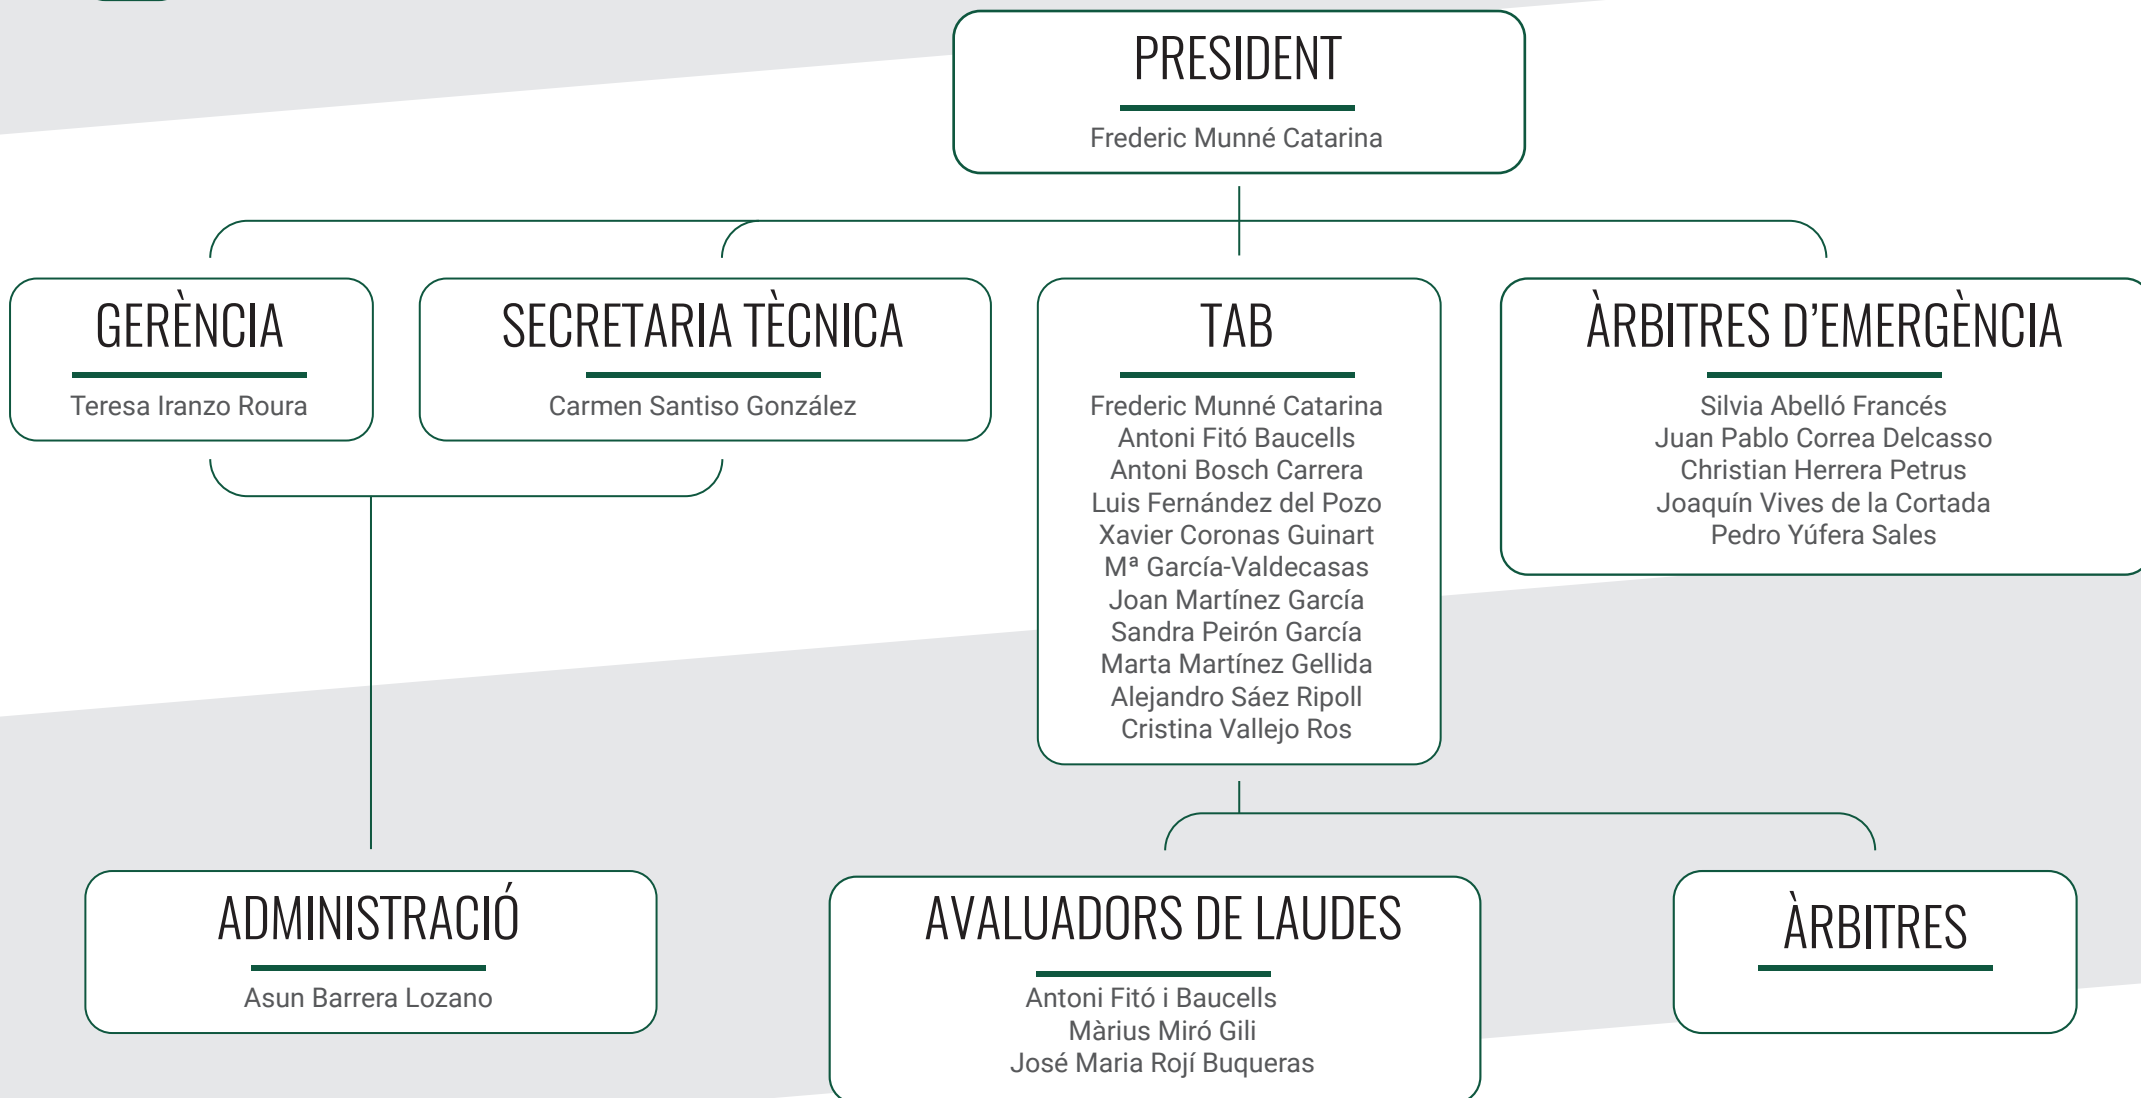 PRESIDENT
Frederic Munné Catarina
GERÈNCIA
Teresa Iranzo Roura
SECRETARIA TÈCNICA
Carmen Santiso González
TAB
Frederic Munné Catarina
Antoni Fitó Baucells
Antoni Bosch Carrera
Luis Fernández del Pozo
Xavier Coronas Guinart
Mª García-Valdecasas
Joan Martínez García
Sandra Peirón García
Marta Martínez Gellida
Alejandro Sáez Ripoll
Cristina Vallejo Ros
ÀRBITRES D’EMERGÈNCIA
Silvia Abelló Francés
Juan Pablo Correa Delcasso
Christian Herrera Petrus
Joaquín Vives de la Cortada
Pedro Yúfera Sales
ADMINISTRACIÓ
Asun Barrera Lozano
AVALUADORS DE LAUDES
Antoni Fitó i Baucells
Màrius Miró Gili
José Maria Rojí Buqueras
ÀRBITRES